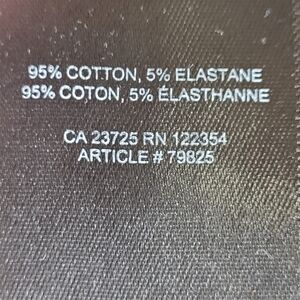 95% COTTON, 5% ELASTANE
95% COTON, 5% ÉLASTHANNE
CA 23725 RN 122354
ARTICLE # 79825